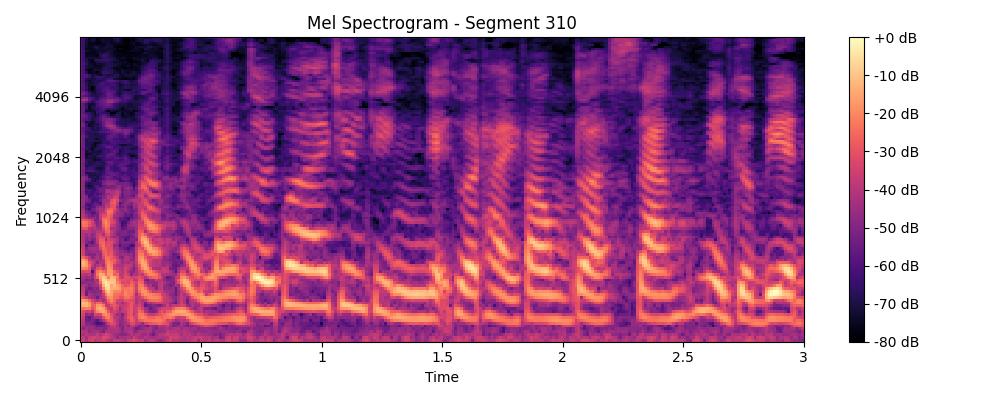 Mel Spectrogram - Segment 310
Frequency
4096
2048
1024
512
0
0
0.5
1
1.5
2
2.5
3
Time
+0 dB
-10 dB
-20 dB
-30 dB
-40 dB
-50 dB
-60 dB
-70 dB
-80 dB